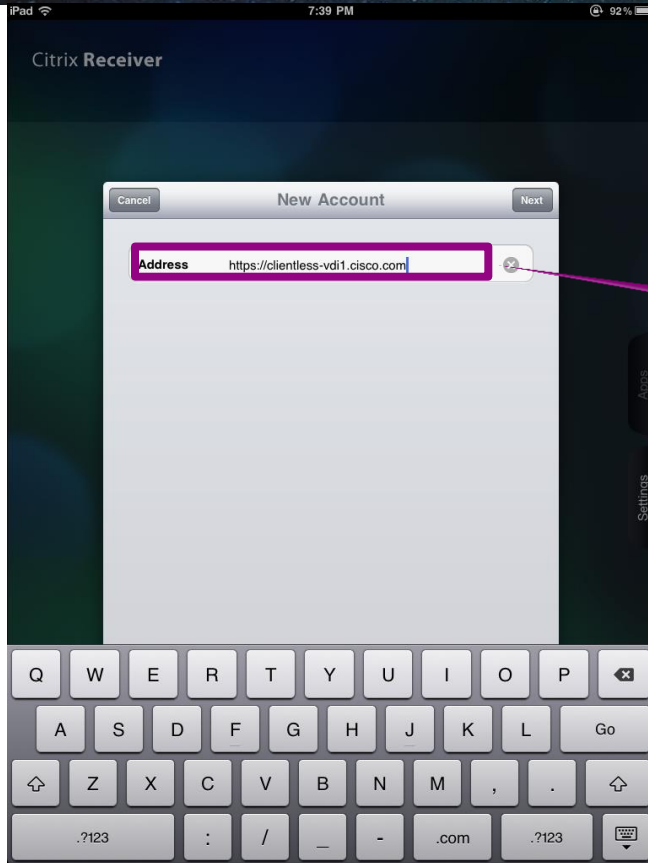 iPad 7:39 PM 92%
Citrix Receiver
Cancel New Account Next
Address https://clientless-vdi1.cisco.com
Apps
Settings
Q W E R T Y U I O P
A S D F G H J K L Go
Z X C V B N M , .
.?123 : / _ - .com .?123